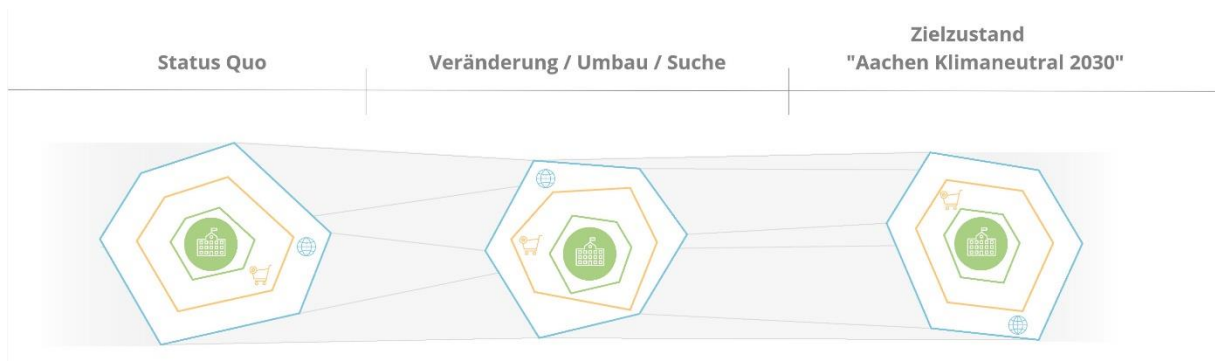 Status Quo
Veränderung / Umbau / Suche
Zielzustand
"Aachen Klimaneutral 2030"